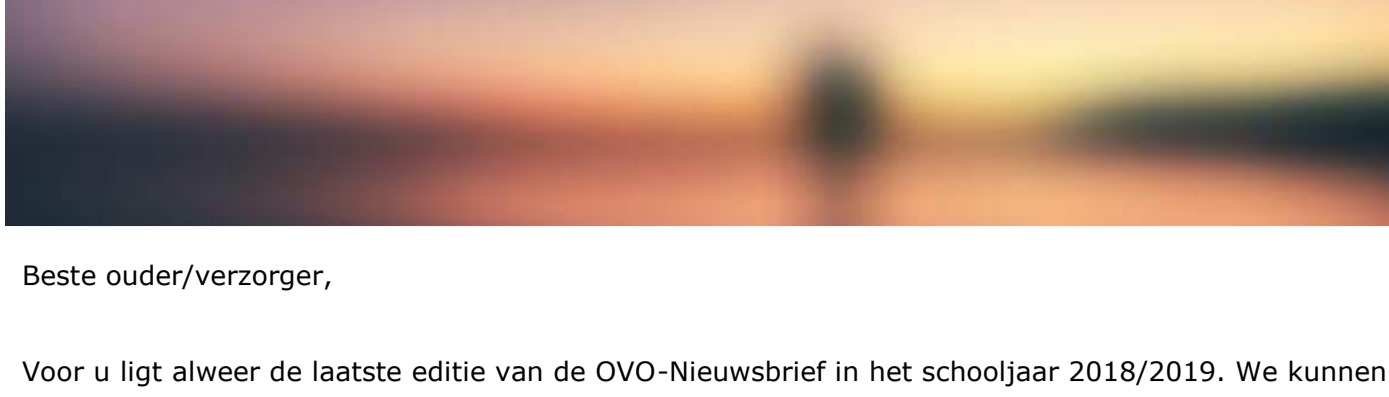 Beste ouder/verzorger,
Voor u ligt alweer de laatste editie van de OVO-Nieuwsbrief in het schooljaar 2018/2019. We kunnen